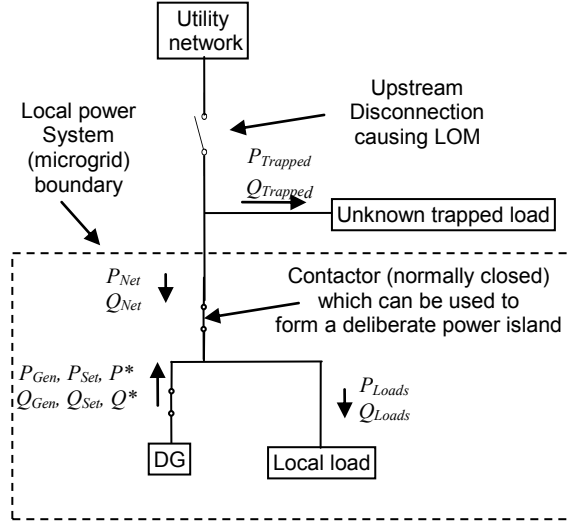 Utility
network
Local power
System
(microgrid)
boundary
Upstream
Disconnection
causing LOM
PTrapped
QTrapped
Unknown trapped load
PNet
QNet
Contactor (normally closed)
which can be used to
form a deliberate power island
PGen, PSet, P*
QGen, QSet, Q*
PLoads
QLoads
DG
Local load